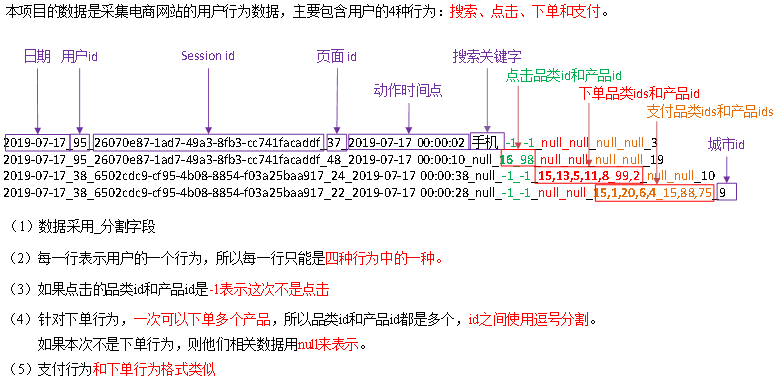 本项目的数据是采集电商网站的用户行为数据，主要包含用户的4种行为：搜索、点击、下单和支付。
日期 用户id Session id 页面 id 搜索关键字
点击品类id和产品id
动作时间点 下单品类ids和产品id
支付品类ids和产品ids
城市id
2019-07-17_95_26070e87-1ad7-49a3-8fb3-cc741facaddf_37_2019-07-17 00:00:02_手机_-1_-1_null_null_null_null_3
2019-07-17_95_26070e87-1ad7-49a3-8fb3-cc741facaddf_48_2019-07-17 00:00:10_null_16_98_null_null_null_null_19
2019-07-17_38_6502cdc9-cf95-4b08-8854-f03a25baa917_24_2019-07-17 00:00:38_null_-1_-1_15,13,5,11,8_99,2_null_null_10
2019-07-17_38_6502cdc9-cf95-4b08-8854-f03a25baa917_22_2019-07-17 00:00:28_null_-1_-1_null_null_15,1,20,6,4_15,88,75_9
（1）数据采用_分割字段
（2）每一行表示用户的一个行为，所以每一行只能是四种行为中的一种。
（3）如果点击的品类id和产品id是-1表示这次不是点击
（4）针对下单行为，一次可以下单多个产品，所以品类id和产品id都是多个，id之间使用逗号分割。
如果本次不是下单行为，则他们相关数据用null来表示。
（5）支付行为和下单行为格式类似